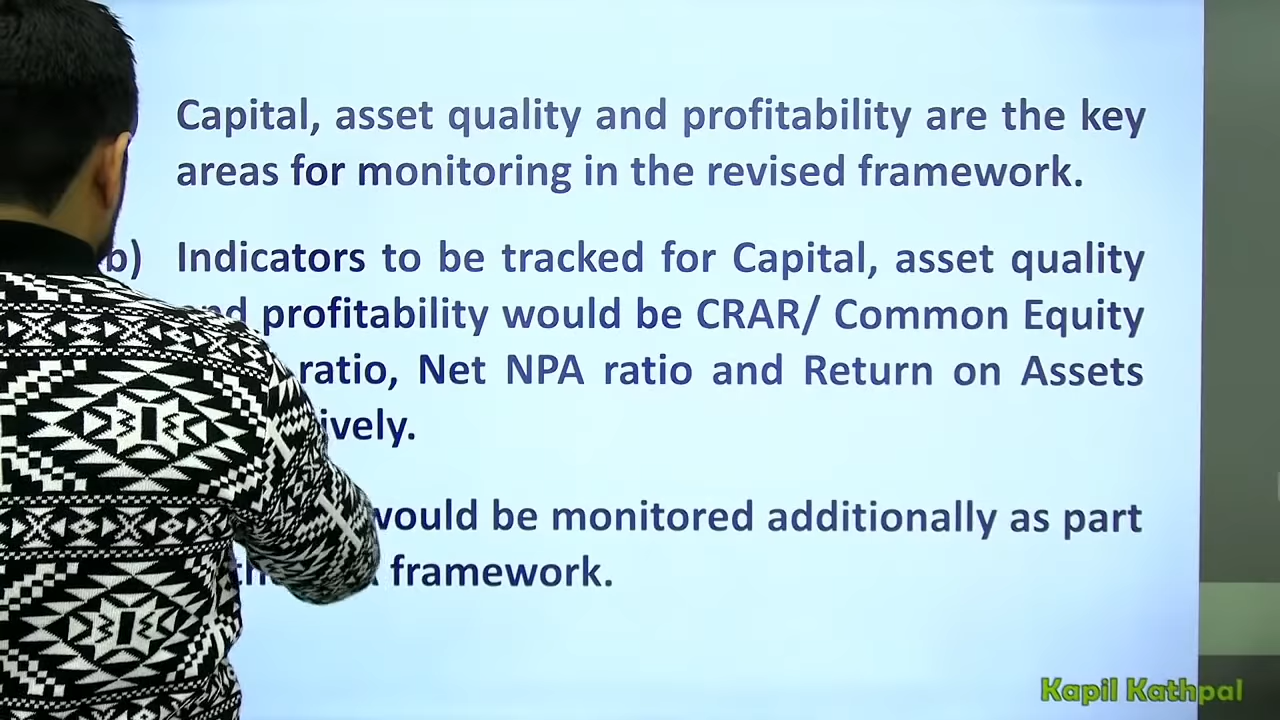 Capital, asset quality and profitability are the key
areas for monitoring in the revised framework.
b) Indicators to be tracked for Capital, asset quality
and profitability would be CRAR/ Common Equity
ratio, Net NPA ratio and Return on Assets
would be monitored additionally as part
framework.
Kapil Kathpal